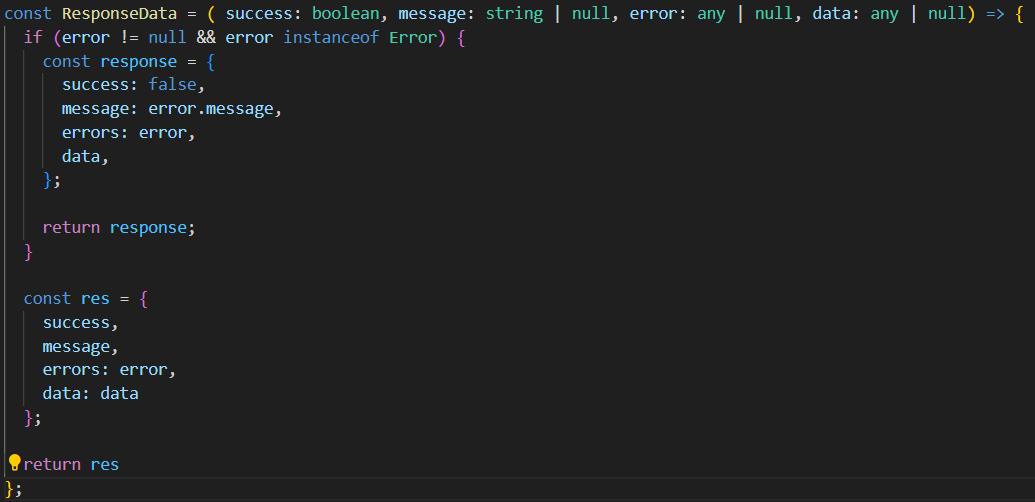 const ResponseData = ( success: boolean, message: string | null, error: any | null, data: any | null) => {
if (error != null && error instanceof Error) {
const response = {
success: false,
message: error.message,
errors: error,
data,
};
return response;
}
const res = {
success,
message,
errors: error,
data: data
};
return res
};